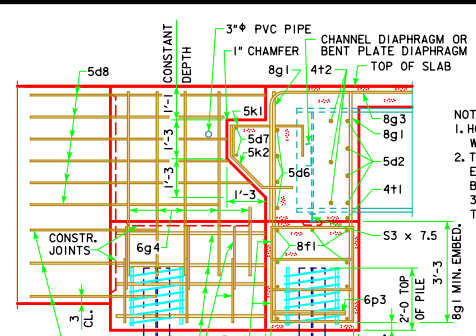 3"φ PVC PIPE
1" CHAMFER
CHANNEL DIAPHRAGM OR
BENT PLATE DIAPHRAGM
TOP OF SLAB
CONSTANT
DEPTH
5d8
8g1
4t2
1'-1
1'-3
1'-3
5k1
5d7
5k2
5d6
8g3
8g1
5d2
4t1
1'-3
CONSTR.
JOINTS
6g4
8f1
S3 x 7.5
6p3
3
CL.
2'-0 TOP
OF PILE
3'-3
8g1 MIN. EMBED.
NO
1. H
W
2. T
E
B
3
T